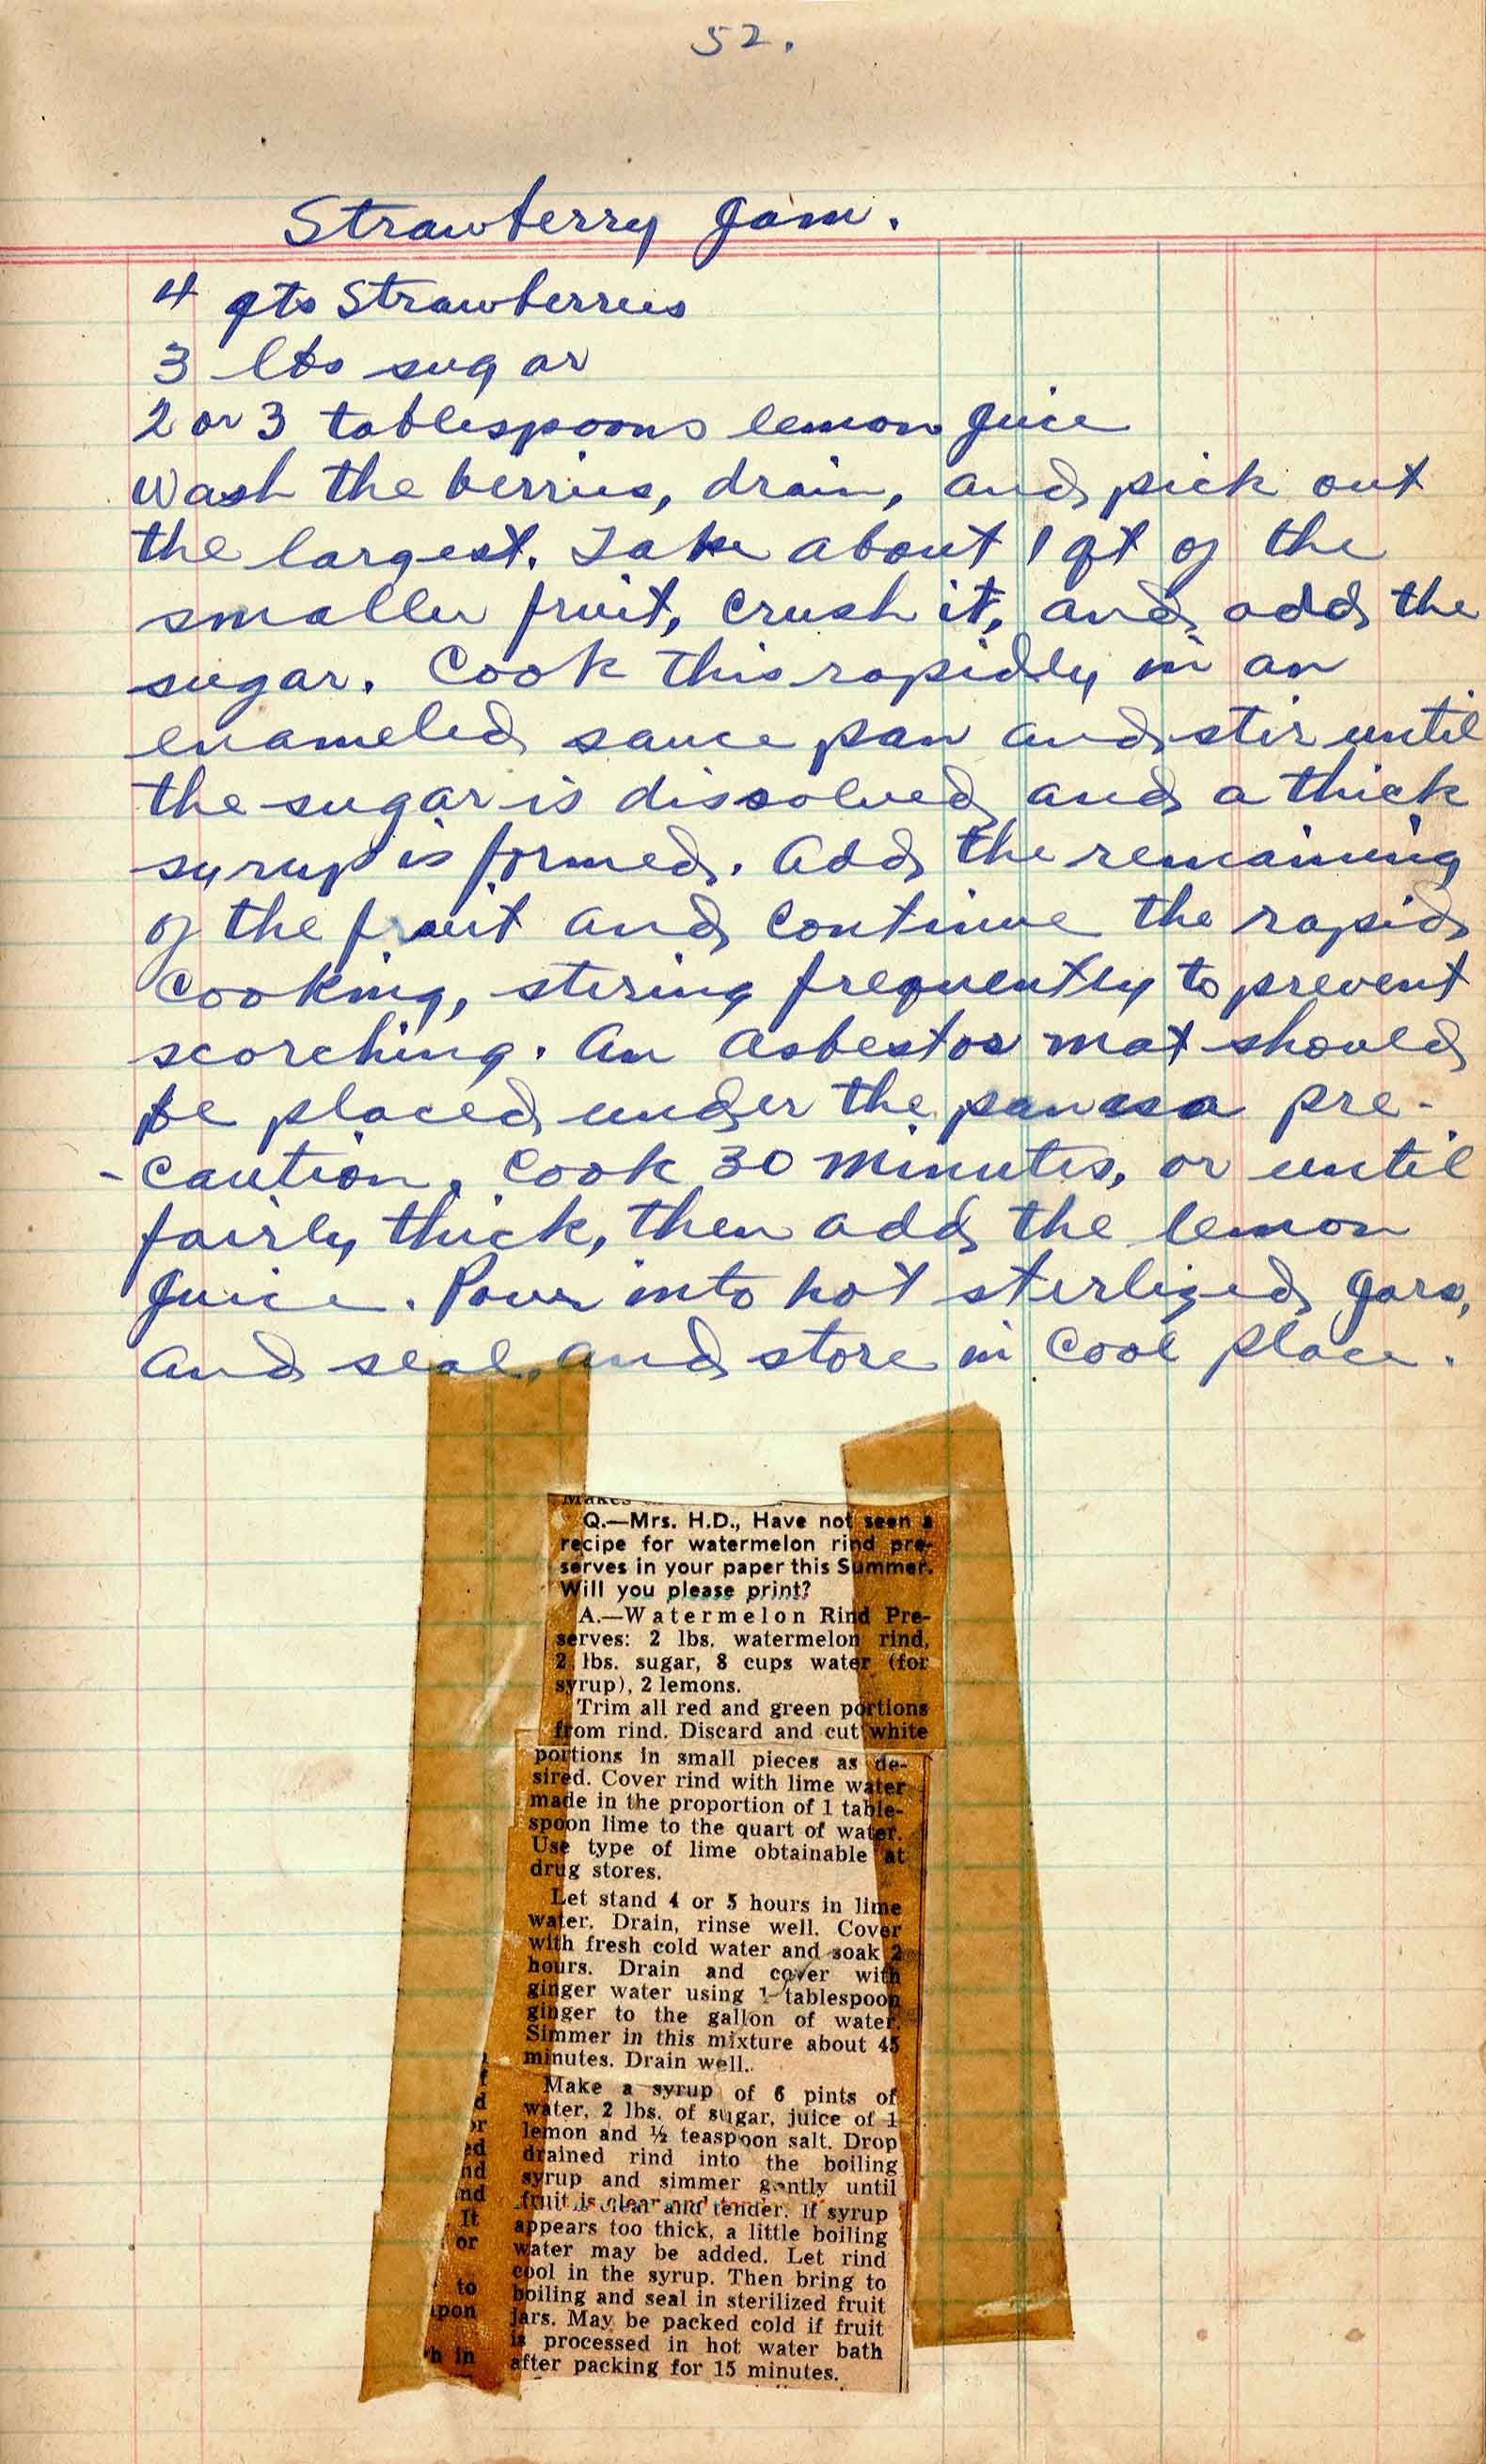 52.
Strawberry Jam.
4 qts Strawberries
3 lbs sugar
2 or 3 tablespoons lemon juice
Wash the berries, drain, and pick out
the largest. Take about 1 qt of the
smaller fruit, crush it, and add the
sugar. Cook this rapidly in an
enameled sauce pan and stir until
the sugar is dissolved and a thick
syrup is formed. Add the remaining
of the fruit and continue the rapid
cooking, stiring frequently to prevent
scorching. An Asbestos mat should
be placed under the pan as a pre-
-caution. Cook 30 minutes, or until
fairly thick, then add the lemon
juice. Pour into hot sterlized jars,
and seal, and store in cool place.
Makes
Q.—Mrs. H.D., Have not seen a
recipe for watermelon rind pre-
serves in your paper this Summer.
Will you please print?
A.—Watermelon Rind Pre-
serves: 2 lbs. watermelon rind,
2 lbs. sugar, 8 cups water (for
syrup), 2 lemons.
Trim all red and green portions
from rind. Discard and cut white
portions in small pieces as de-
sired. Cover rind with lime water
made in the proportion of 1 table-
spoon lime to the quart of water.
Use type of lime obtainable at
drug stores.
Let stand 4 or 5 hours in lime
water. Drain, rinse well. Cover
with fresh cold water and soak 2
hours. Drain and cover with
ginger water using 1 tablespoon
ginger to the gallon of water.
Simmer in this mixture about 45
minutes. Drain well.
Make a syrup of 6 pints of
water, 2 lbs. of sugar, juice of 1
lemon and ½ teaspoon salt. Drop
drained rind into the boiling
syrup and simmer gently until
fruit is clear and tender. If syrup
appears too thick, a little boiling
water may be added. Let rind
cool in the syrup. Then bring to
boiling and seal in sterilized fruit
jars. May be packed cold if fruit
is processed in hot water bath
after packing for 15 minutes.
f
d
or
ed
nd
nd
It
or
to
upon
h in